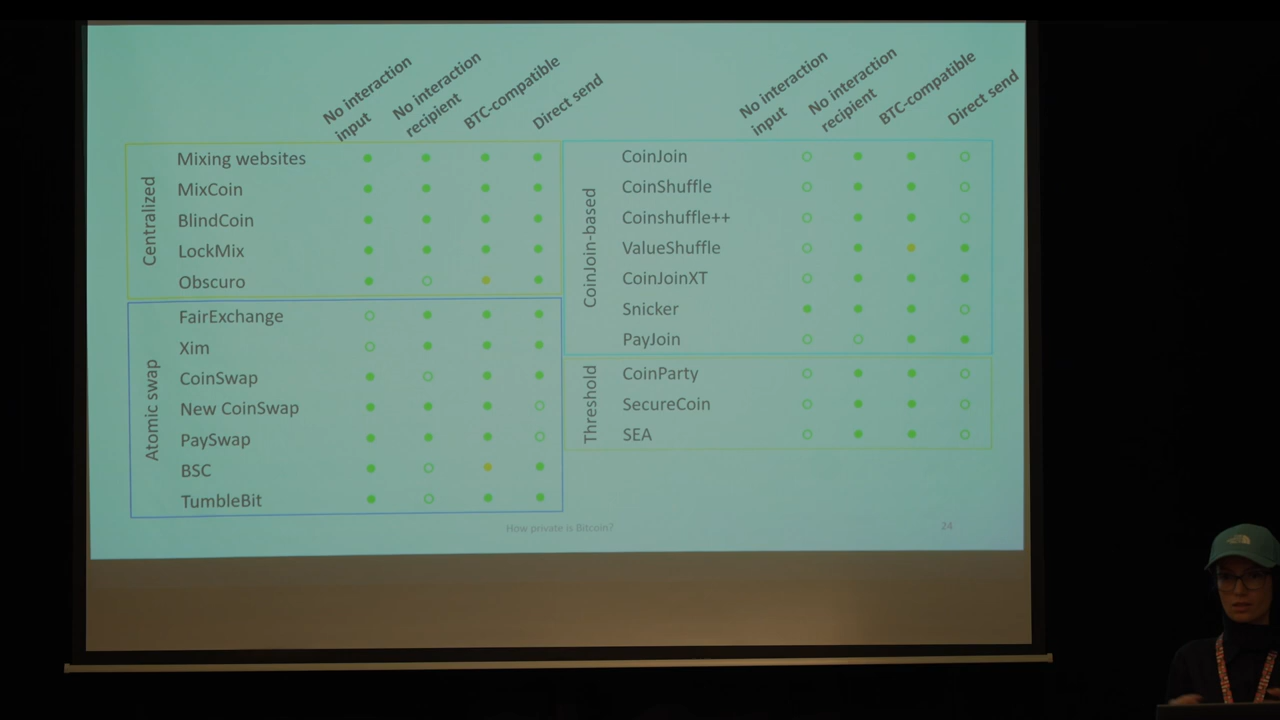 No interaction
input
No interaction
recipient
BTC-compatible
Direct send
Centralized
Mixing websites
MixCoin
BlindCoin
LockMix
Obscuro
Atomic swap
FairExchange
Xim
CoinSwap
New CoinSwap
PaySwap
BSC
TumbleBit
No interaction
input
No interaction
recipient
BTC-compatible
Direct send
CoinJoin-based
CoinJoin
CoinShuffle
Coinshuffle++
ValueShuffle
CoinJoinXT
Snicker
PayJoin
Threshold
CoinParty
SecureCoin
SEA
How private is Bitcoin?
24